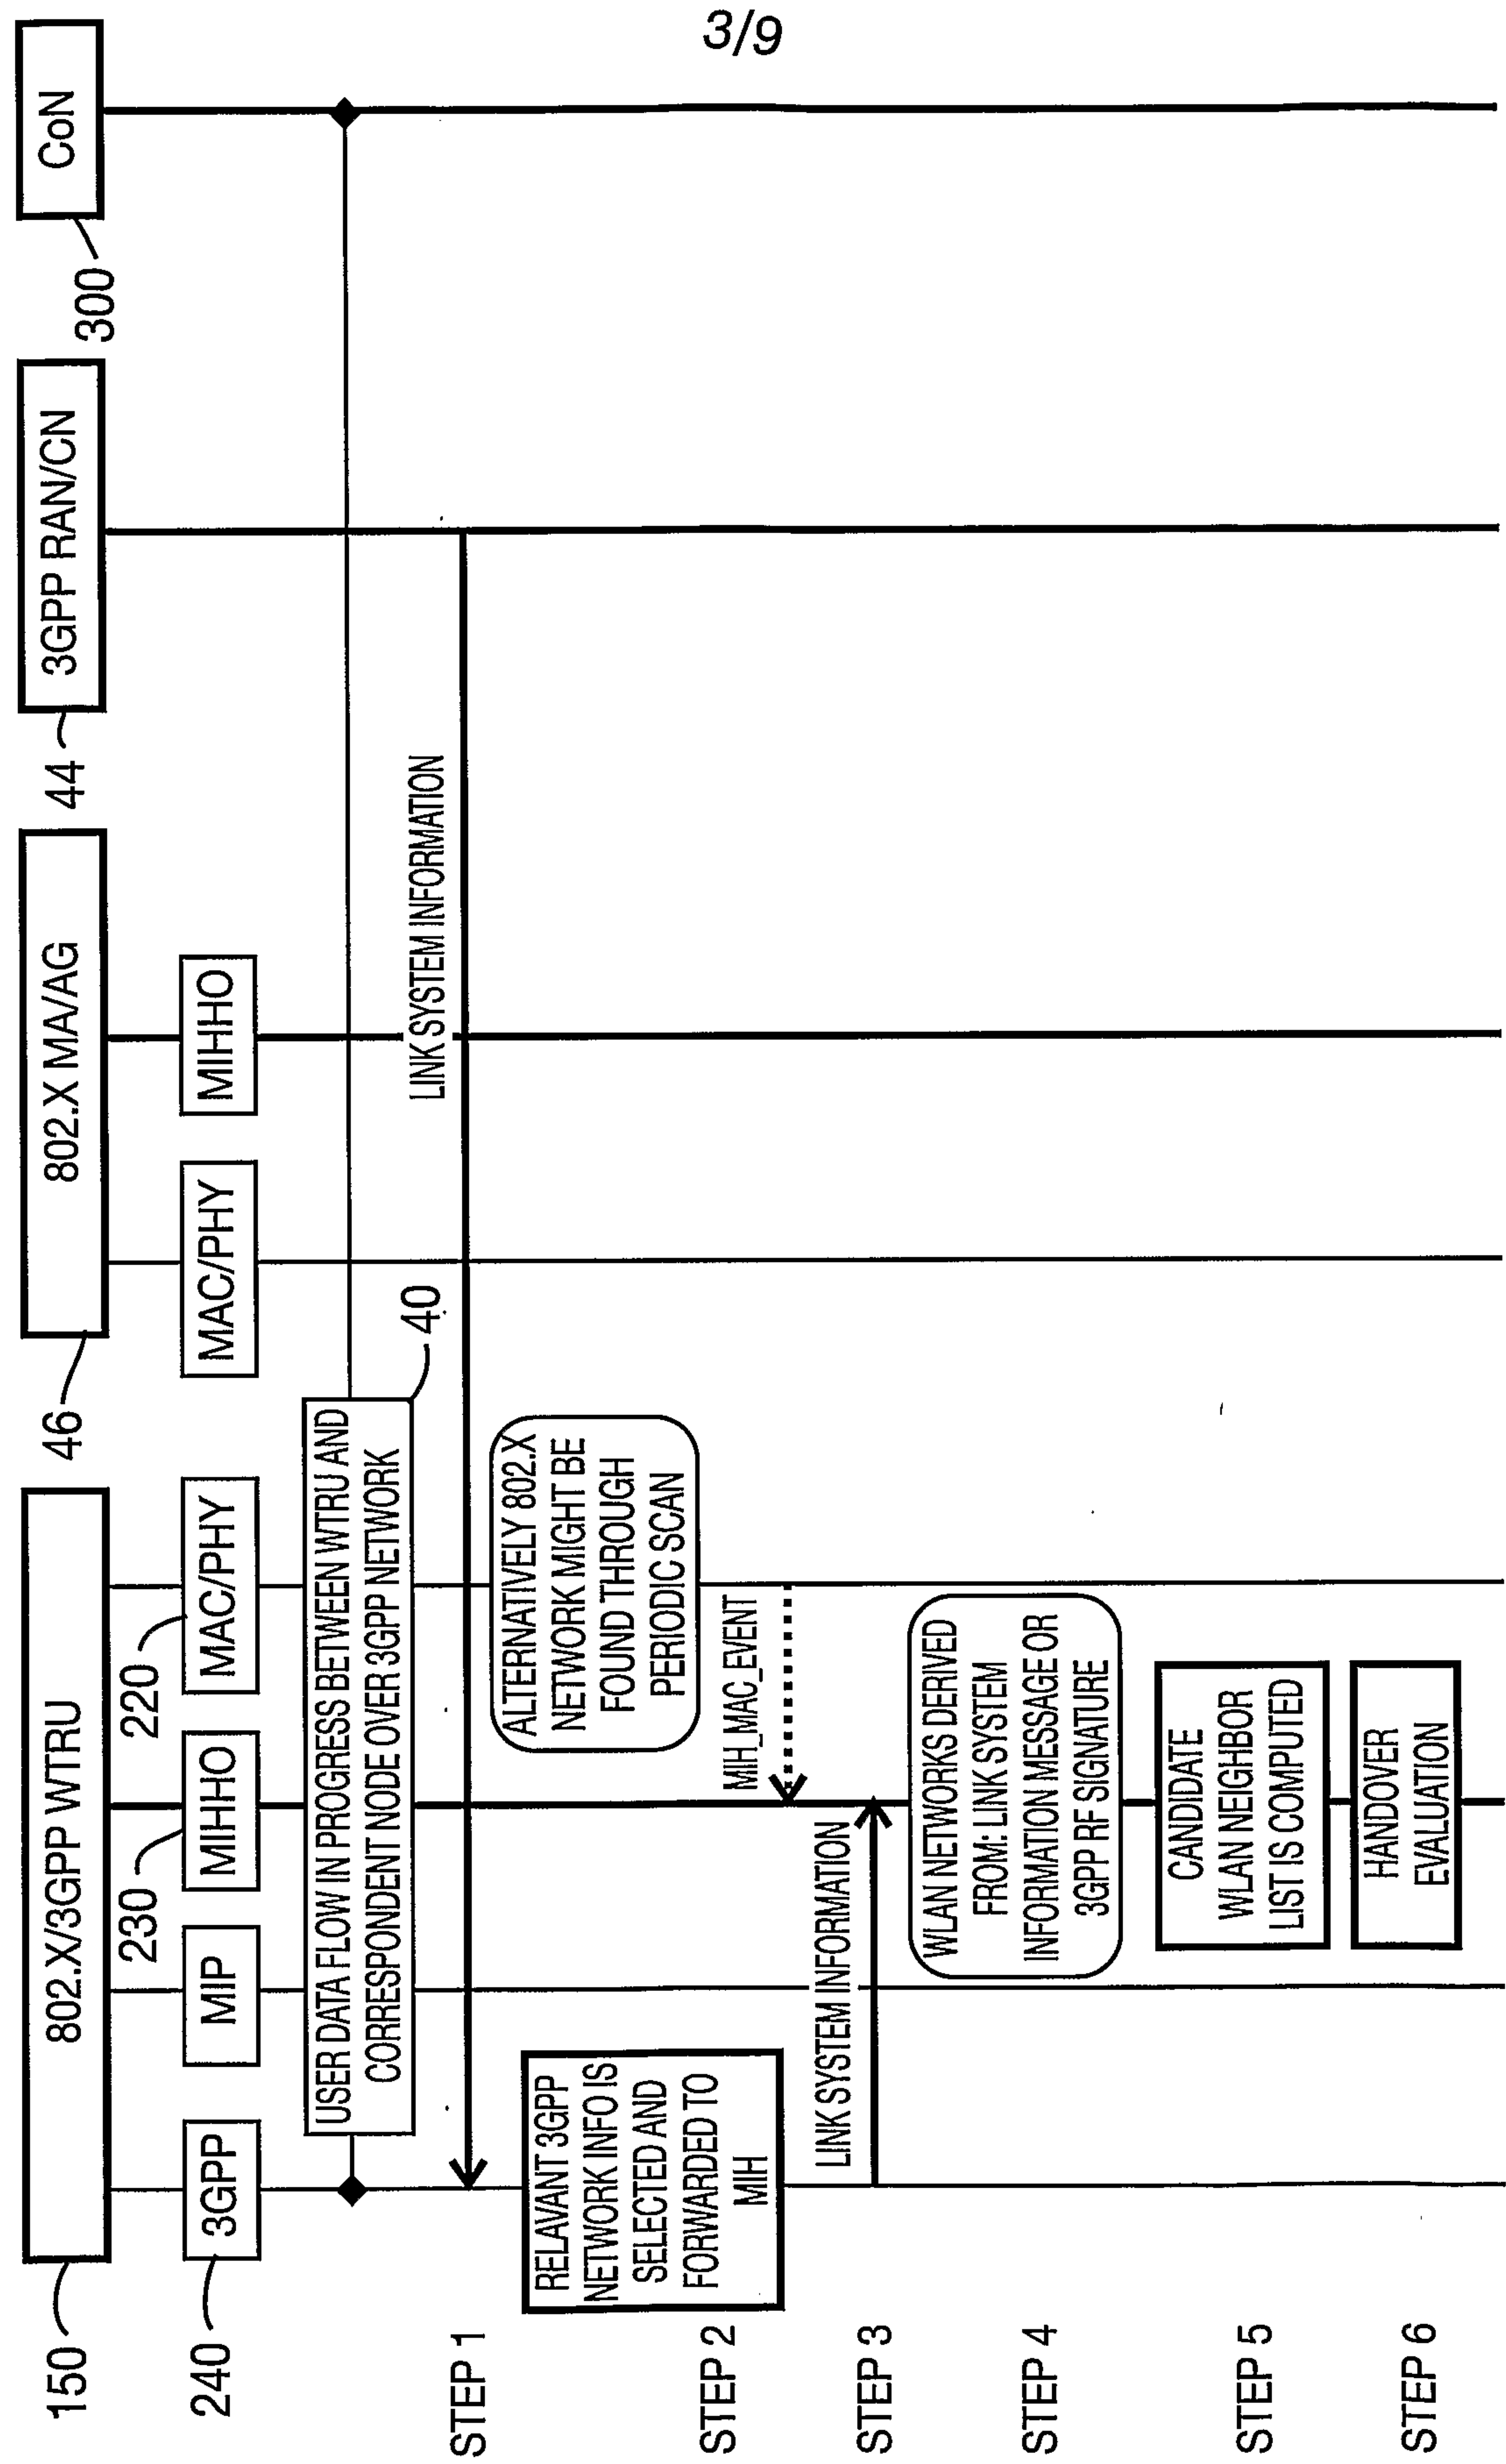 3/9
150
802.X/3GPP WTRU
46
802.X MA/AG
44
3GPP RAN/CN
300
CoN
240
3GPP
MIP
230
MIHHO
220
MAC/PHY
MAC/PHY
MIHHO
USER DATA FLOW IN PROGRESS BETWEEN WTRU AND
CORRESPONDENT NODE OVER 3GPP NETWORK
40
STEP 1
LINK SYSTEM INFORMATION
RELAVANT 3GPP
NETWORK INFO IS
SELECTED AND
FORWARDED TO
MIH
ALTERNATIVELY 802.X
NETWORK MIGHT BE
FOUND THROUGH
PERIODIC SCAN
STEP 2
MIH_MAC_EVENT
STEP 3
LINK SYSTEM INFORMATION
STEP 4
WLAN NETWORKS DERIVED
FROM: LINK SYSTEM
INFORMATION MESSAGE OR
3GPP RF SIGNATURE
STEP 5
CANDIDATE
WLAN NEIGHBOR
LIST IS COMPUTED
STEP 6
HANDOVER
EVALUATION